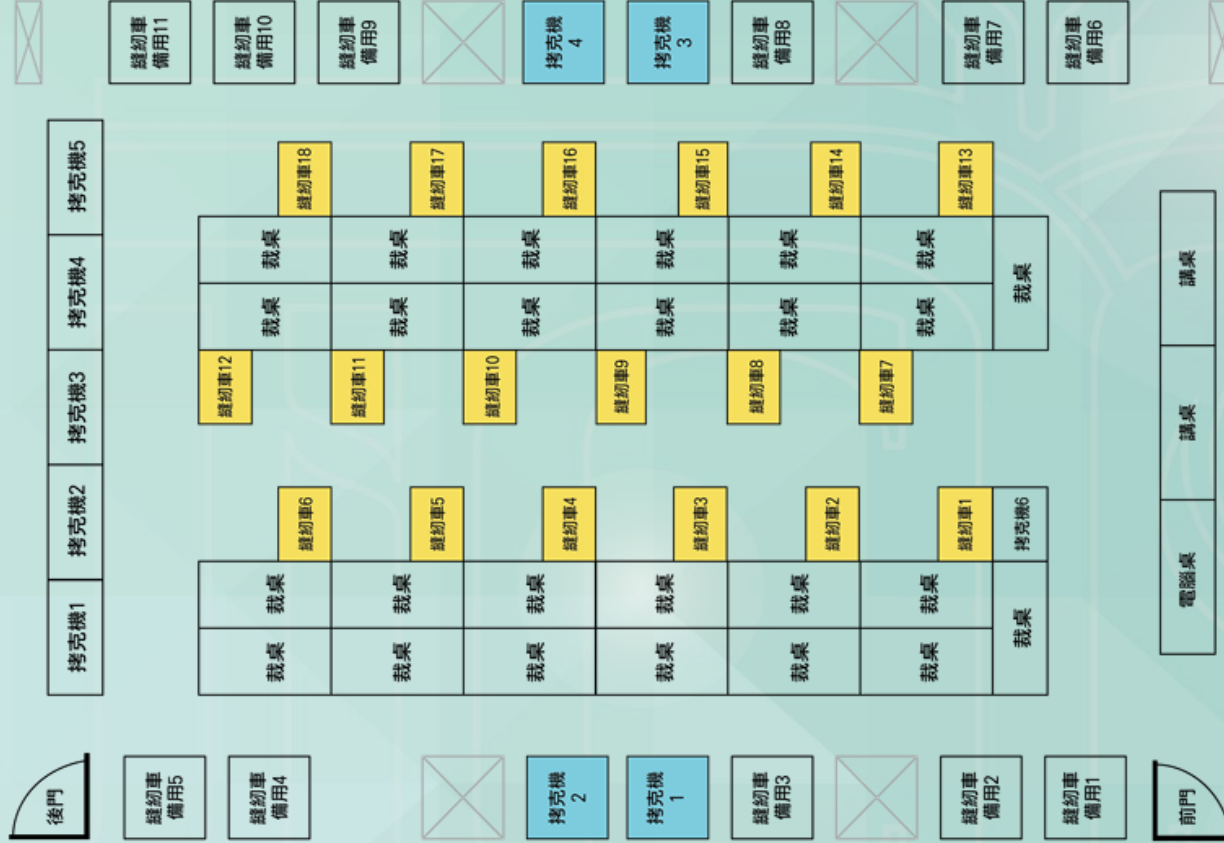 後門
拷克機1
拷克機2
拷克機3
拷克機4
拷克機5
縫紉車
備用5
縫紉車
備用4
拷克機
2
拷克機
1
縫紉車
備用3
縫紉車
備用2
縫紉車
備用1
裁桌
裁桌
裁桌
裁桌
裁桌
裁桌
裁桌
裁桌
裁桌
裁桌
裁桌
裁桌
裁桌
縫紉車6
縫紉車5
縫紉車4
縫紉車3
縫紉車2
縫紉車1
拷克機6
縫紉車12
縫紉車11
縫紉車10
縫紉車9
縫紉車8
縫紉車7
裁桌
裁桌
裁桌
裁桌
裁桌
裁桌
裁桌
裁桌
裁桌
裁桌
裁桌
裁桌
裁桌
縫紉車18
縫紉車17
縫紉車16
縫紉車15
縫紉車14
縫紉車13
縫紉車
備用11
縫紉車
備用10
縫紉車
備用9
拷克機
4
拷克機
3
縫紉車
備用8
縫紉車
備用7
縫紉車
備用6
前門
電腦桌
講桌
講桌